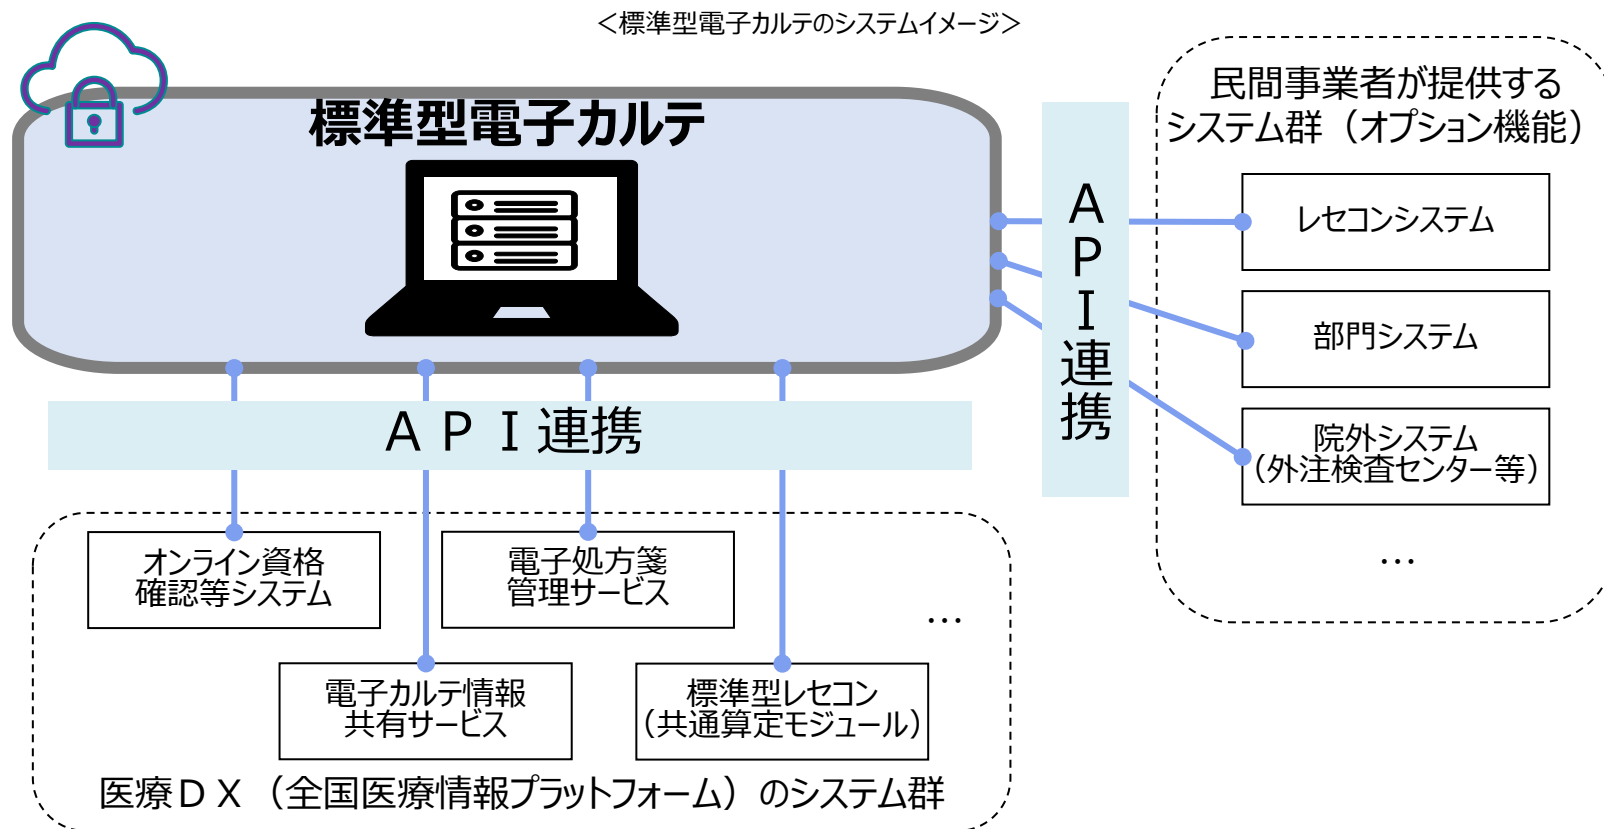 ＜標準型電子カルテのシステムイメージ＞
標準型電子カルテ
ＡＰＩ連携
民間事業者が提供する
システム群（オプション機能）
レセコンシステム
部門システム
院外システム
（外注検査センター等）
…
ＡＰＩ連携
オンライン資格
確認等システム
電子処方箋
管理サービス
…
電子カルテ情報
共有サービス
標準型レセコン
（共通算定モジュール）
医療ＤＸ（全国医療情報プラットフォーム）のシステム群